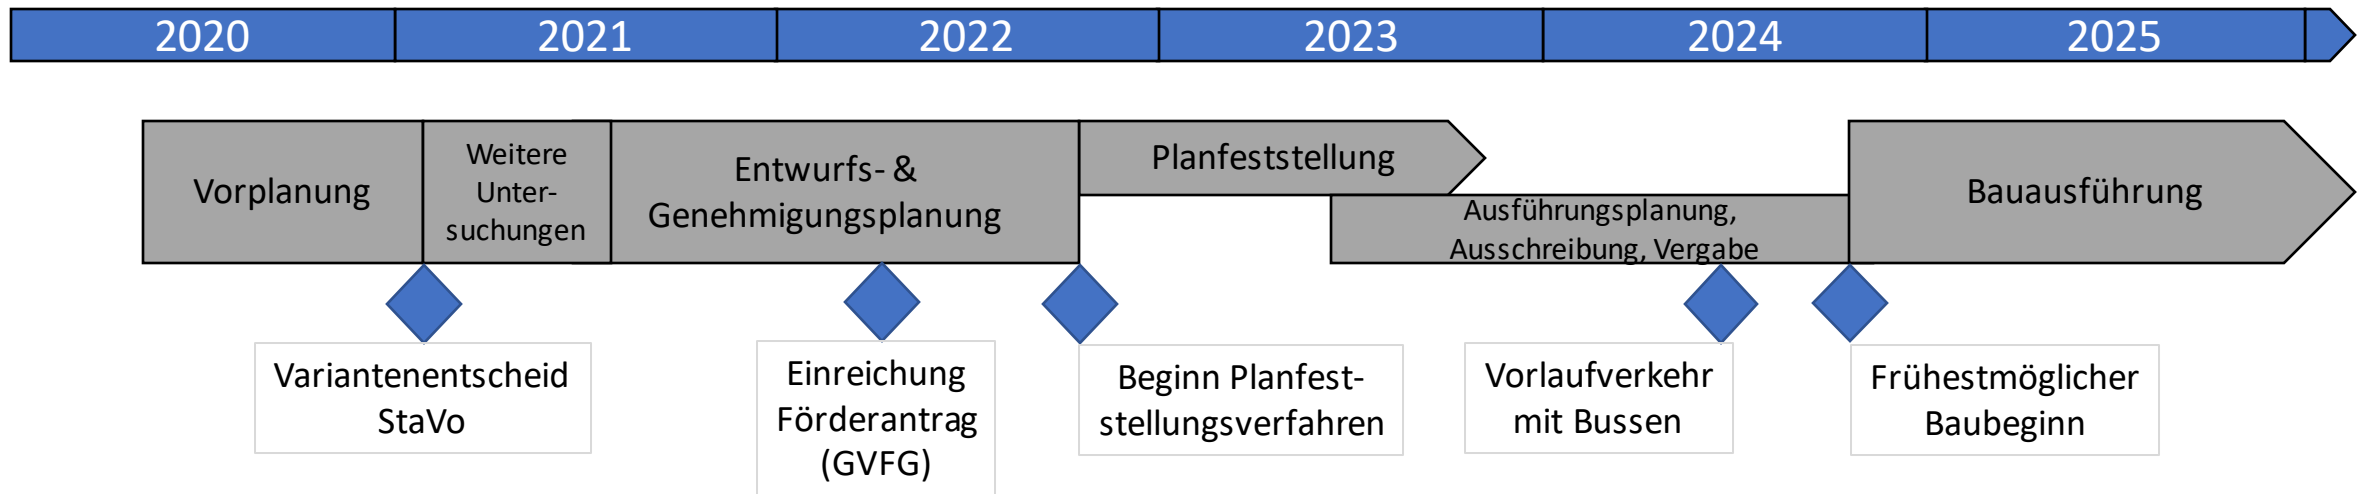 2020
2021
2022
2023
2024
2025
Vorplanung
Weitere
Unter-
suchungen
Entwurfs- &
Genehmigungsplanung
Planfeststellung
Ausführungsplanung,
Ausschreibung, Vergabe
Bauausführung
Variantenentscheid
StaVo
Einreichung
Förderantrag
(GVFG)
Beginn Planfest-
stellungsverfahren
Vorlaufverkehr
mit Bussen
Frühestmöglicher
Baubeginn